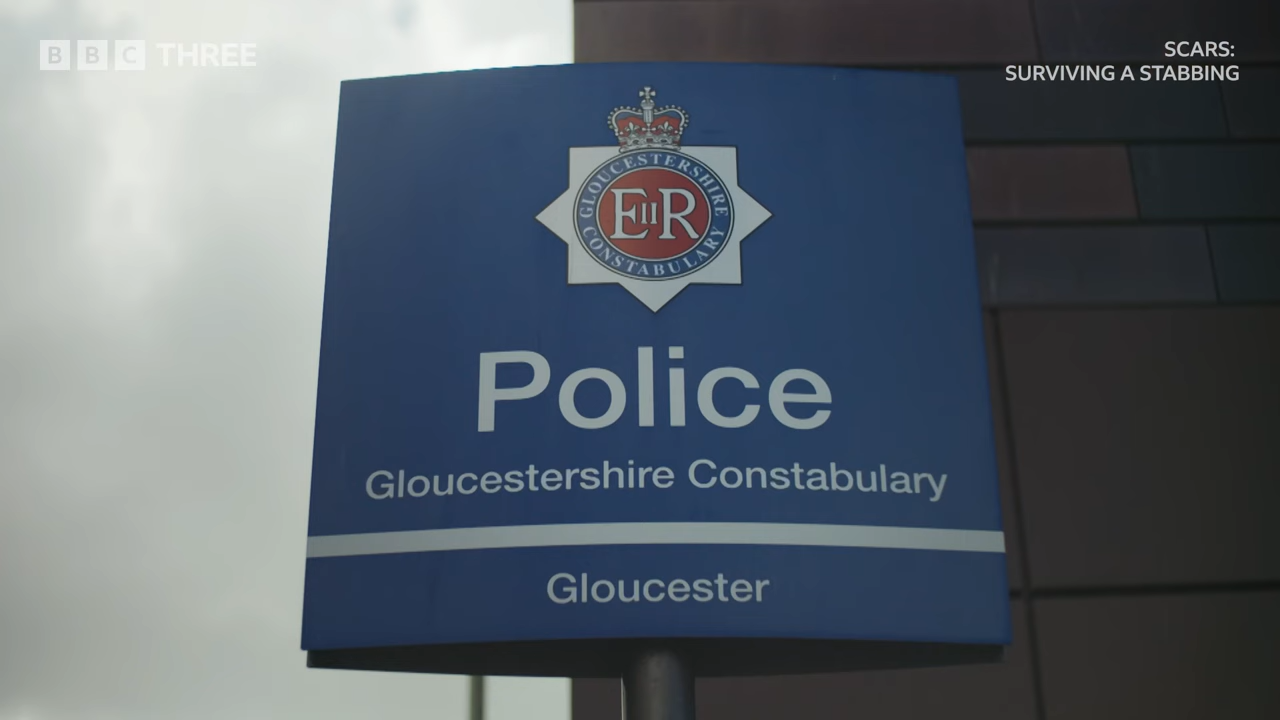 BBC THREE
SCARS:
SURVIVING A STABBING
GLOUCESTERSHIRE
EIIR
CONSTABULARY
Police
Gloucestershire Constabulary
Gloucester